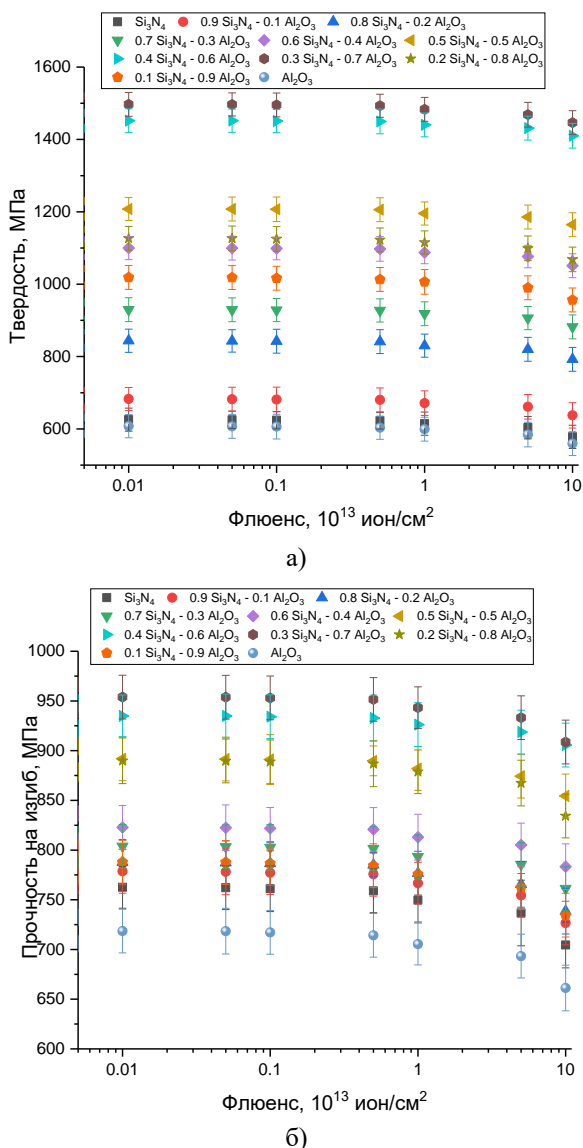 Si₃N₄ 0.9 Si₃N₄ - 0.1 Al₂O₃ 0.8 Si₃N₄ - 0.2 Al₂O₃
0.7 Si₃N₄ - 0.3 Al₂O₃ 0.6 Si₃N₄ - 0.4 Al₂O₃ 0.5 Si₃N₄ - 0.5 Al₂O₃
0.4 Si₃N₄ - 0.6 Al₂O₃ 0.3 Si₃N₄ - 0.7 Al₂O₃ 0.2 Si₃N₄ - 0.8 Al₂O₃
0.1 Si₃N₄ - 0.9 Al₂O₃ Al₂O₃
Твердость, МПа
1600
1400
1200
1000
800
600
0.01 0.1 1 10
Флюенс, 10¹³ ион/см²
а)
Si₃N₄ 0.9 Si₃N₄ - 0.1 Al₂O₃ 0.8 Si₃N₄ - 0.2 Al₂O₃
0.7 Si₃N₄ - 0.3 Al₂O₃ 0.6 Si₃N₄ - 0.4 Al₂O₃ 0.5 Si₃N₄ - 0.5 Al₂O₃
0.4 Si₃N₄ - 0.6 Al₂O₃ 0.3 Si₃N₄ - 0.7 Al₂O₃ 0.2 Si₃N₄ - 0.8 Al₂O₃
0.1 Si₃N₄ - 0.9 Al₂O₃ Al₂O₃
Прочность на изгиб, МПа
1000
950
900
850
800
750
700
650
600
0.01 0.1 1 10
Флюенс, 10¹³ ион/см²
б)